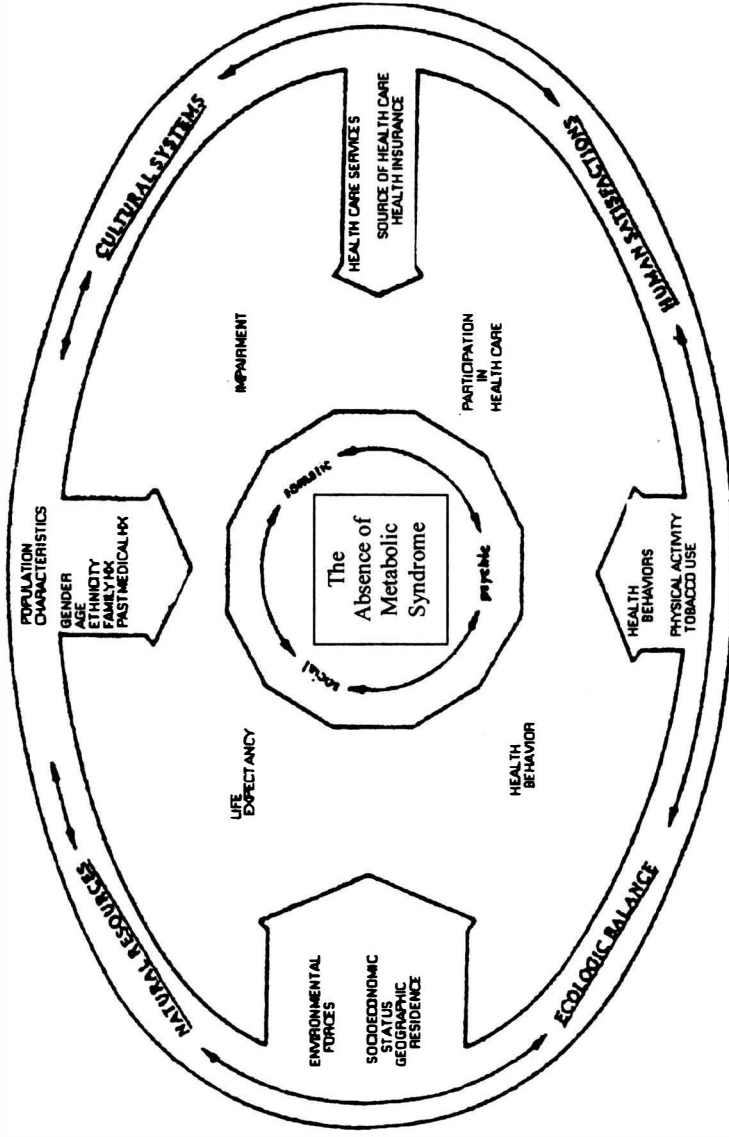 POPULATION
CHARACTERISTICS
GENDER
AGE
ETHNICITY
FAMILY HX
PAST MEDICAL HX
NATURAL RESOURCES
CULTURAL SYSTEMS
LIFE
EXPECTANCY
IMPAIRMENT
ENVIRONMENTAL
FORCES
SOCIOECONOMIC
STATUS
GEOGRAPHIC
RESIDENCE
social
somatic
psychic
The
Absence of
Metabolic
Syndrome
HEALTH CARE SERVICES
SOURCE OF HEALTH CARE
HEALTH INSURANCE
HEALTH
BEHAVIOR
PARTICIPATION
IN
HEALTH CARE
HEALTH
BEHAVIORS
PHYSICAL ACTIVITY
TOBACCO USE
ECOLOGIC BALANCE
HUMAN SATISFACTIONS